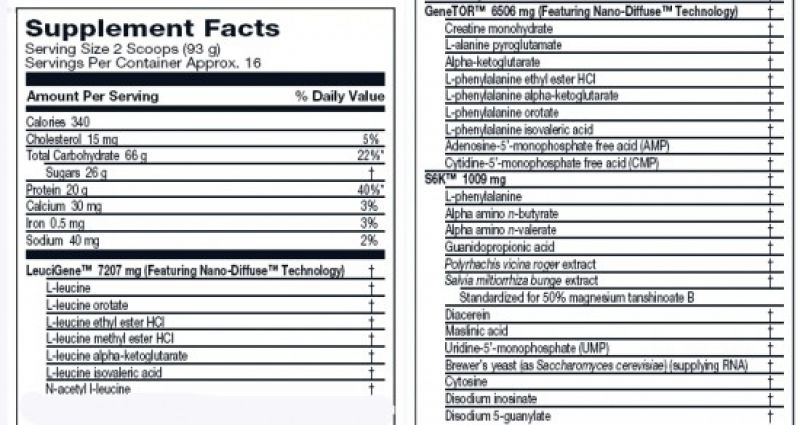 Supplement Facts
Serving Size 2 Scoops (93 g)
Servings Per Container Approx. 16
Amount Per Serving % Daily Value
Calories 340
Cholesterol 15 mg 5%
Total Carbohydrate 66 g 22%*
Sugars 26 g †
Protein 20 g 40%*
Calcium 30 mg 3%
Iron 0.5 mg 3%
Sodium 40 mg 2%
LeuciGene™ 7207 mg (Featuring Nano-Diffuse™ Technology) †
L-leucine †
L-leucine orotate †
L-leucine ethyl ester HCl †
L-leucine methyl ester HCl †
L-leucine alpha-ketoglutarate †
L-leucine isovaleric acid †
N-acetyl l-leucine †
GeneTOR™ 6506 mg (Featuring Nano-Diffuse™ Technology) †
Creatine monohydrate †
L-alanine pyroglutamate †
Alpha-ketoglutarate †
L-phenylalanine ethyl ester HCl †
L-phenylalanine alpha-ketoglutarate †
L-phenylalanine orotate †
L-phenylalanine isovaleric acid †
Adenosine-5'-monophosphate free acid (AMP) †
Cytidine-5'-monophosphate free acid (CMP) †
S6K™ 1009 mg †
L-phenylalanine †
Alpha amino n-butyrate †
Alpha amino n-valerate †
Guanidopropionic acid †
Polyrhachis vicina roger extract †
Salvia miltiorrhiza bunge extract †
Standardized for 50% magnesium tanshinoate B
Diacerein †
Maslinic acid †
Uridine-5'-monophosphate (UMP) †
Brewer's yeast (as Saccharomyces cerevisiae) (supplying RNA) †
Cytosine †
Disodium inosinate †
Disodium 5-guanylate †